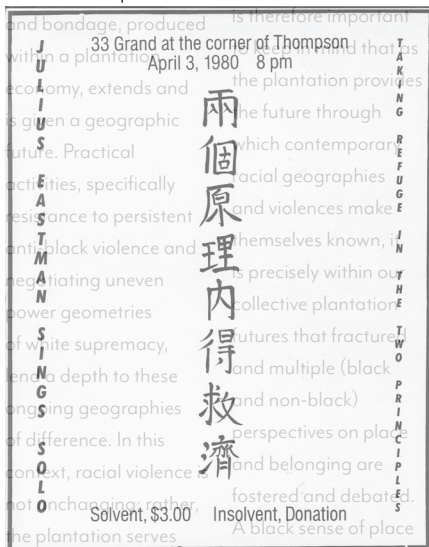 33 Grand at the corner of Thompson
April 3, 1980 8 pm
JULIUS EASTMAN SINGS SOLO
兩個原理内得救濟
TAKING REFUGE IN THE TWO PRINCIPLES
Solvent, $3.00 Insolvent, Donation
and bondage, produced
within a plantation
economy, extends and
is given a geographic
future. Practical
activities, specifically
resistance to persistent
anti-black violence and
negotiating uneven
power geometries
of white supremacy,
lend a depth to these
ongoing geographies
of difference. In this
context, racial violence is
not unchanging; rather,
the plantation serves
is therefore important
to keep in mind that as
the plantation provides
the future through
which contemporary
racial geographies
and violences make
themselves known, it
is precisely within our
collective plantation
futures that fractured
and multiple (black
and non-black)
perspectives on place
and belonging are
fostered and debated.
A black sense of place